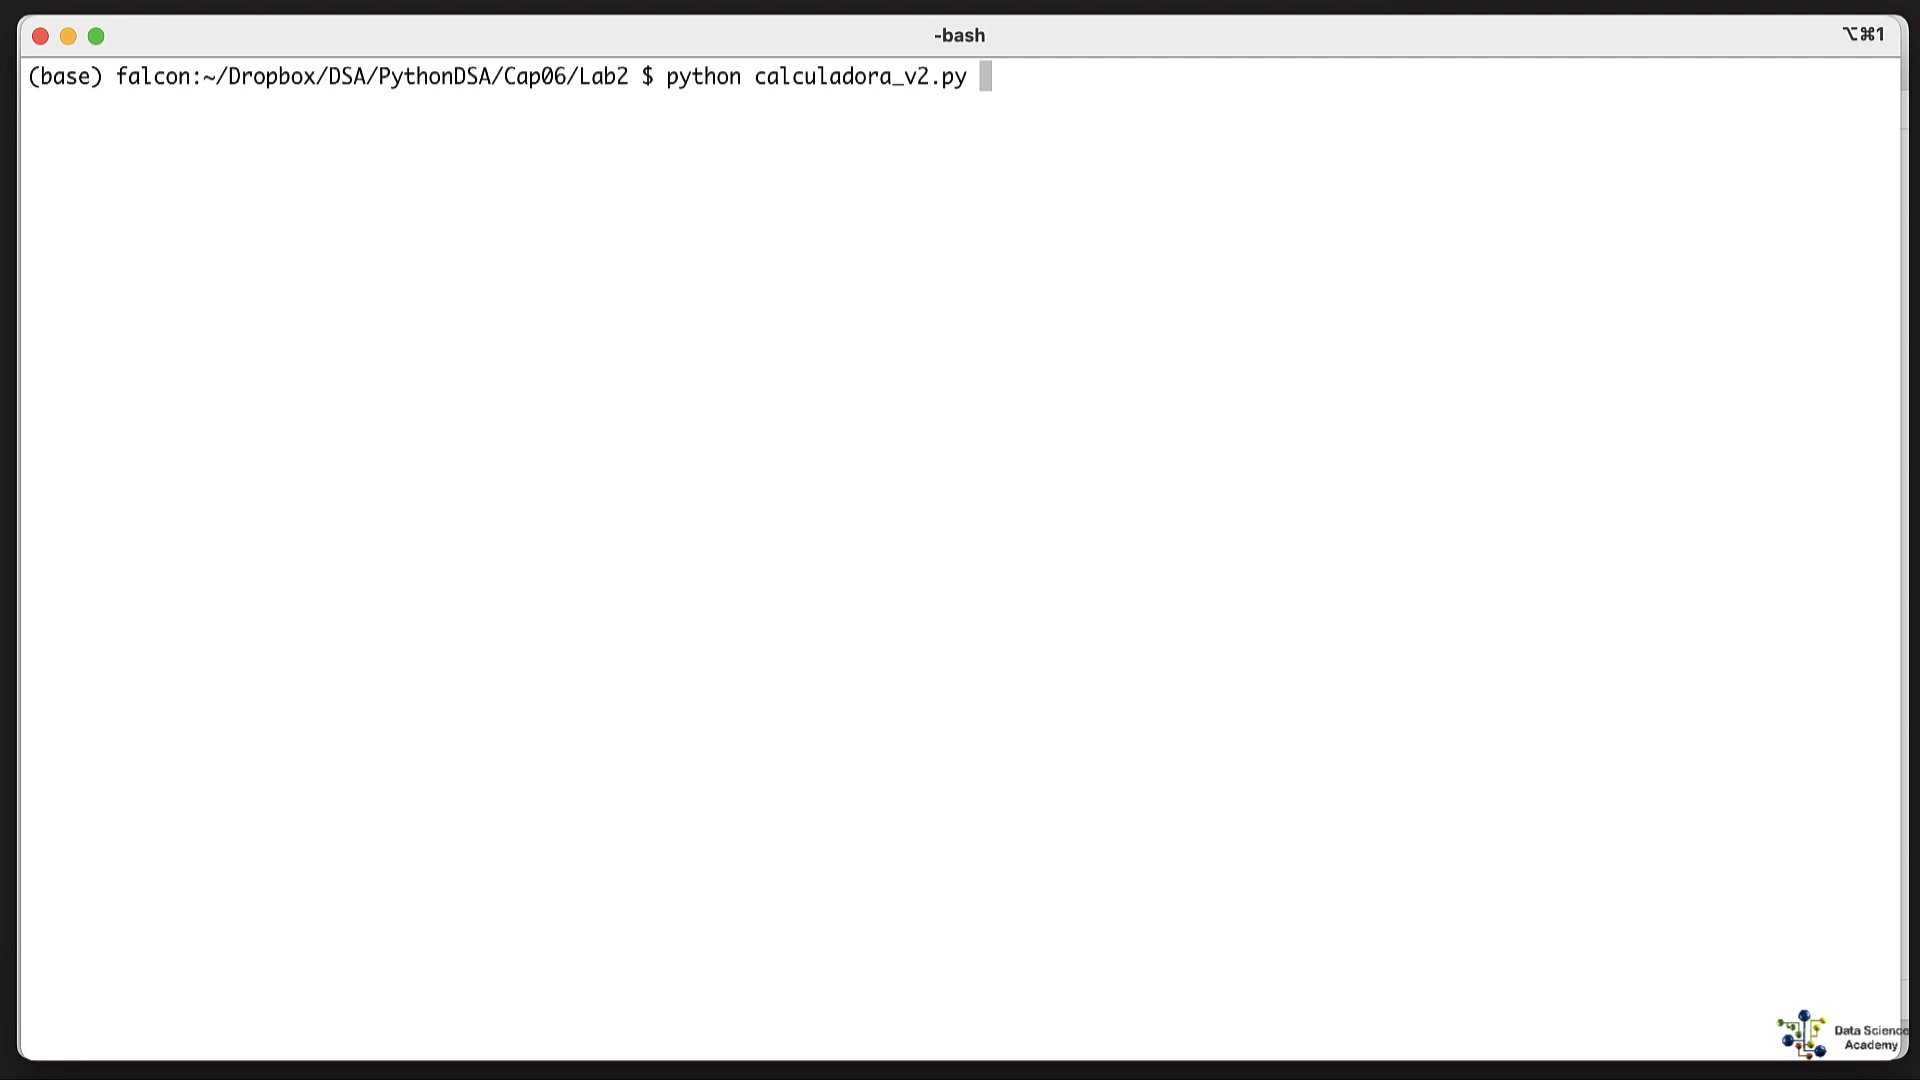 -bash
⌥⌘1
(base) falcon:~/Dropbox/DSA/PythonDSA/Cap06/Lab2 $ python calculadora_v2.py
Data Science
Academy